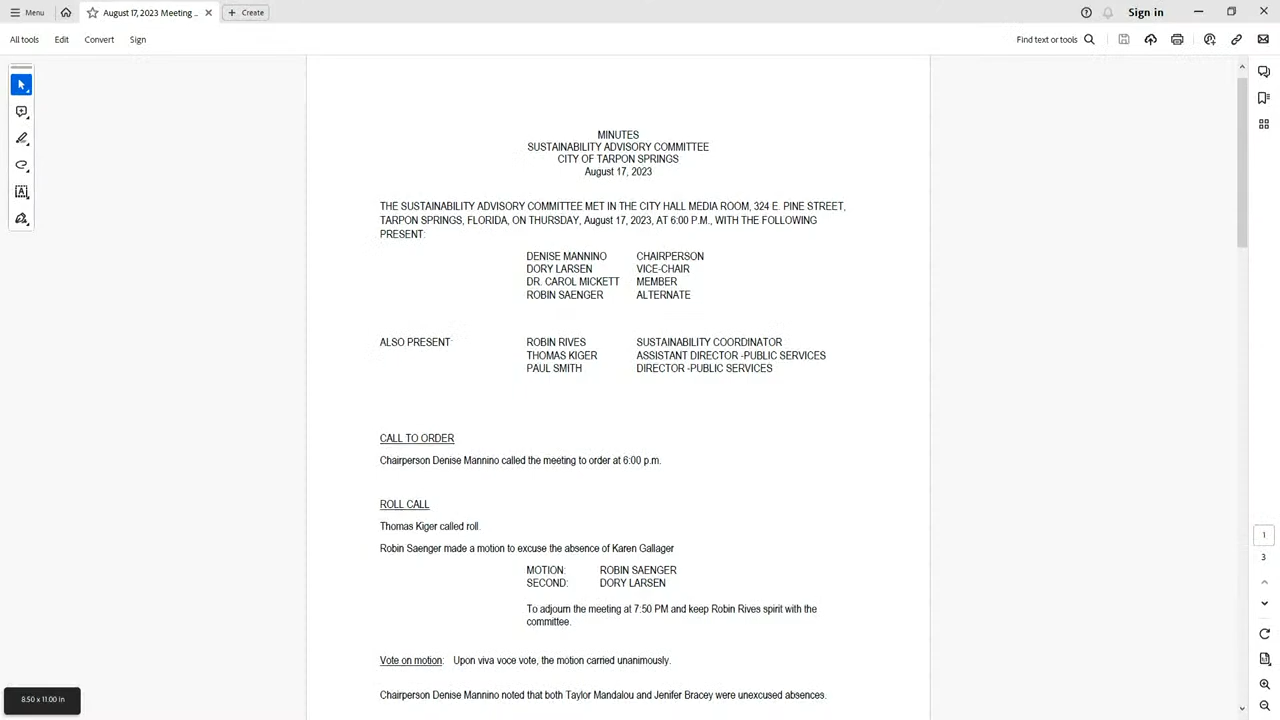 Menu
August 17, 2023 Meeting ...
Create
Sign in
All tools
Edit
Convert
Sign
Find text or tools
MINUTES
SUSTAINABILITY ADVISORY COMMITTEE
CITY OF TARPON SPRINGS
August 17, 2023
THE SUSTAINABILITY ADVISORY COMMITTEE MET IN THE CITY HALL MEDIA ROOM, 324 E. PINE STREET,
TARPON SPRINGS, FLORIDA, ON THURSDAY, August 17, 2023, AT 6:00 P.M., WITH THE FOLLOWING
PRESENT:
DENISE MANNINO CHAIRPERSON
DORY LARSEN VICE-CHAIR
DR. CAROL MICKETT MEMBER
ROBIN SAENGER ALTERNATE
ALSO PRESENT: ROBIN RIVES SUSTAINABILITY COORDINATOR
THOMAS KIGER ASSISTANT DIRECTOR -PUBLIC SERVICES
PAUL SMITH DIRECTOR -PUBLIC SERVICES
CALL TO ORDER
Chairperson Denise Mannino called the meeting to order at 6:00 p.m.
ROLL CALL
Thomas Kiger called roll.
Robin Saenger made a motion to excuse the absence of Karen Gallager
MOTION: ROBIN SAENGER
SECOND: DORY LARSEN
To adjourn the meeting at 7:50 PM and keep Robin Rives spirit with the
committee.
Vote on motion: Upon viva voce vote, the motion carried unanimously.
Chairperson Denise Mannino noted that both Taylor Mandalou and Jenifer Bracey were unexcused absences.
1
3
8.50 x 11.00 in